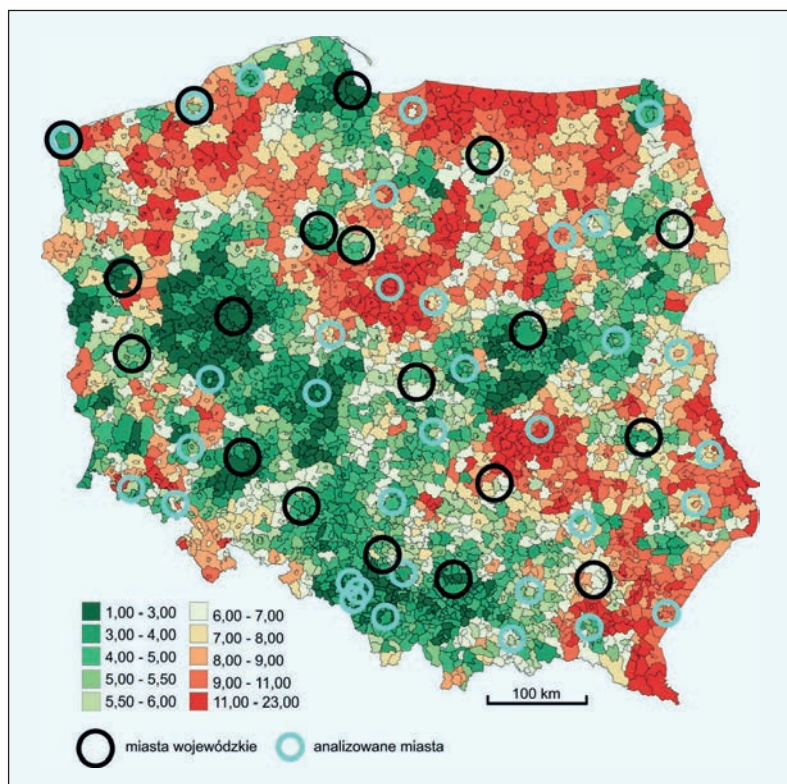 1,00 - 3,00
3,00 - 4,00
4,00 - 5,00
5,00 - 5,50
5,50 - 6,00
6,00 - 7,00
7,00 - 8,00
8,00 - 9,00
9,00 - 11,00
11,00 - 23,00
100 km
miasta wojewódzkie
analizowane miasta